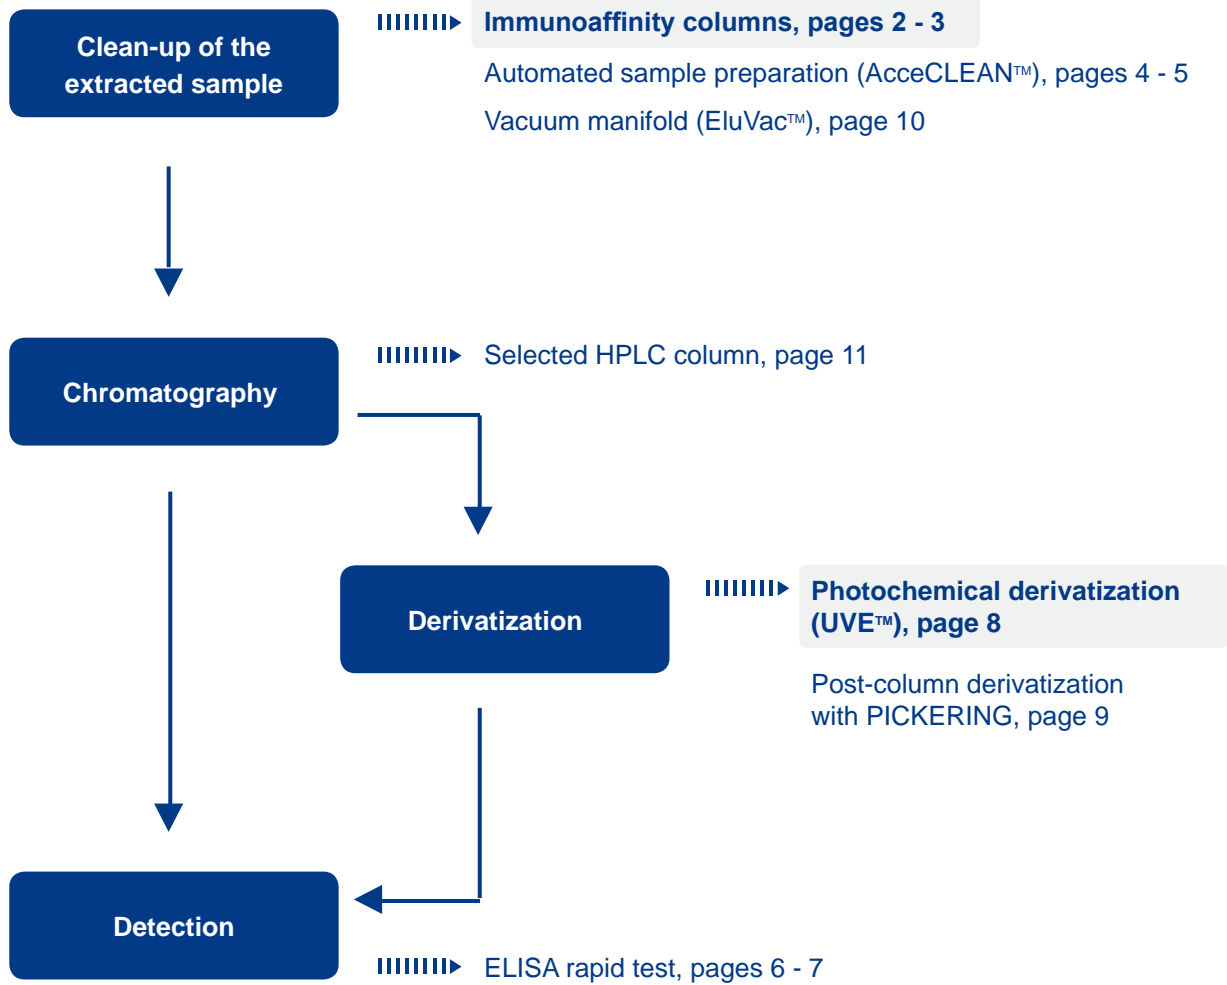 Clean-up of the
extracted sample
Immunoaffinity columns, pages 2 - 3
Automated sample preparation (AcceCLEAN™), pages 4 - 5
Vacuum manifold (EluVac™), page 10
Chromatography
Selected HPLC column, page 11
Derivatization
Photochemical derivatization
(UVE™), page 8
Post-column derivatization
with PICKERING, page 9
Detection
ELISA rapid test, pages 6 - 7